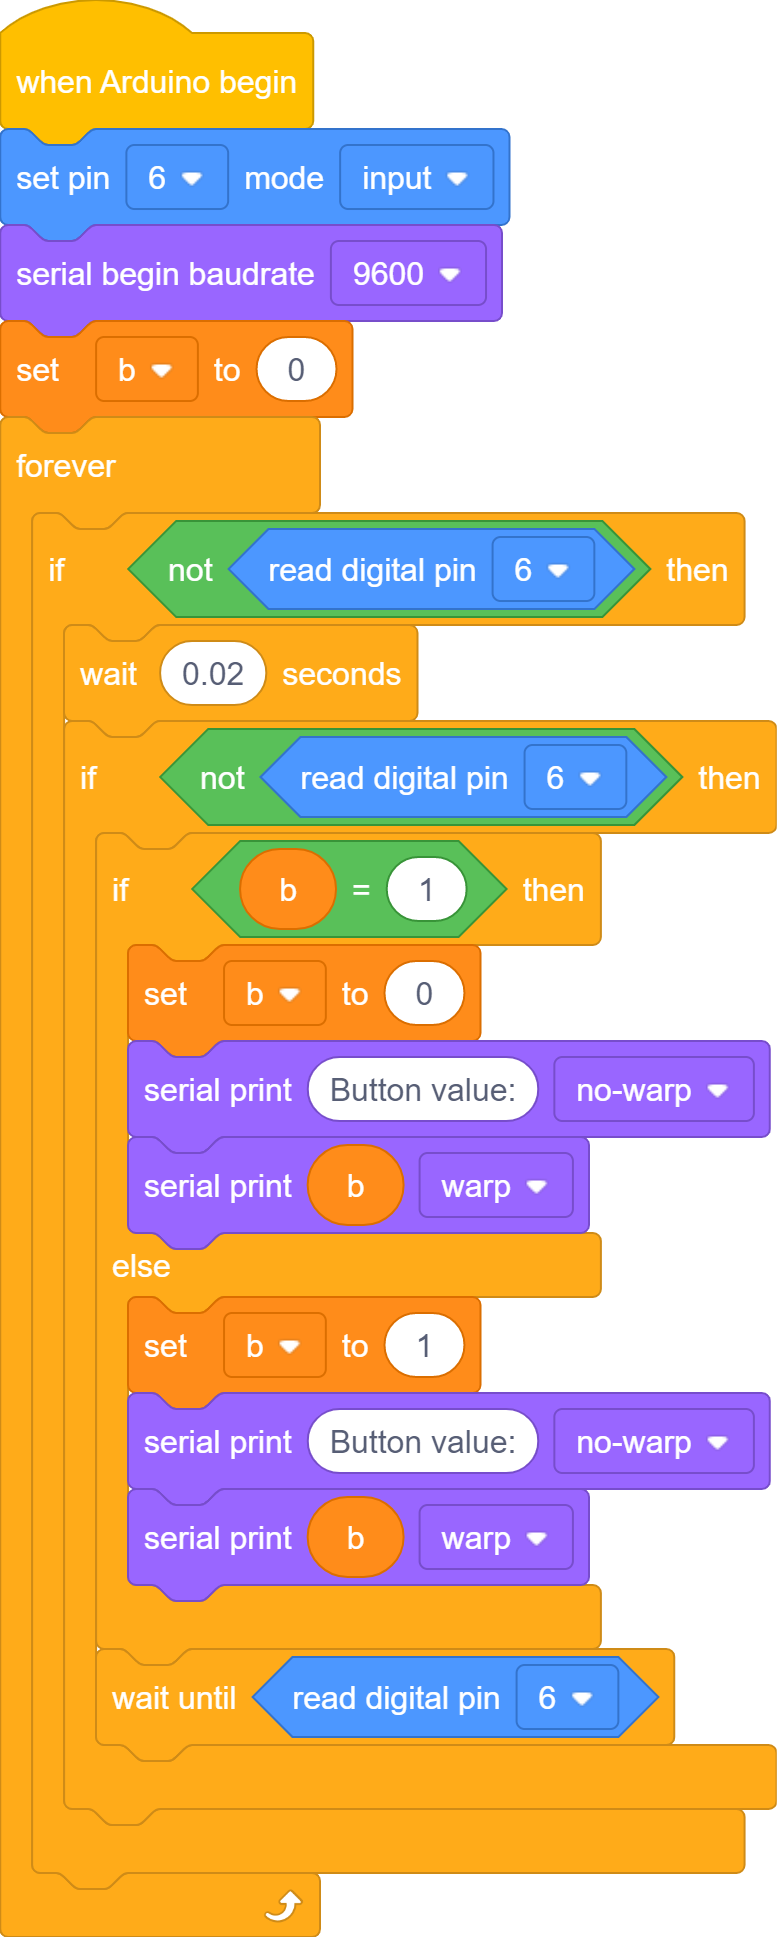 when Arduino begin
set pin 6 mode input
serial begin baudrate 9600
set b to 0
forever
if not read digital pin 6 then
wait 0.02 seconds
if not read digital pin 6 then
if b = 1 then
set b to 0
serial print Button value: no-warp
serial print b warp
else
set b to 1
serial print Button value: no-warp
serial print b warp
wait until read digital pin 6